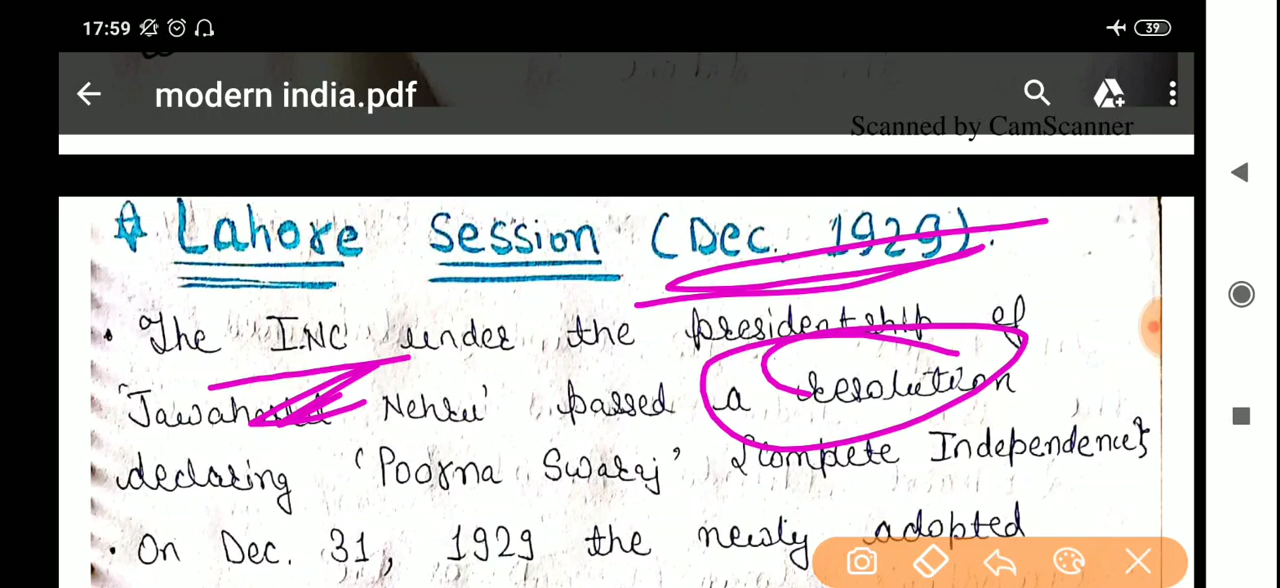 17:59
39
modern india.pdf
Scanned by CamScanner
Lahore Session (Dec. 1929).
• The INC under the presidentship of
'Jawaharlal Nehru' passed a resolution
declaring 'Poorna Swaraj' {Complete Independence}
• On Dec. 31, 1929 the newly adopted